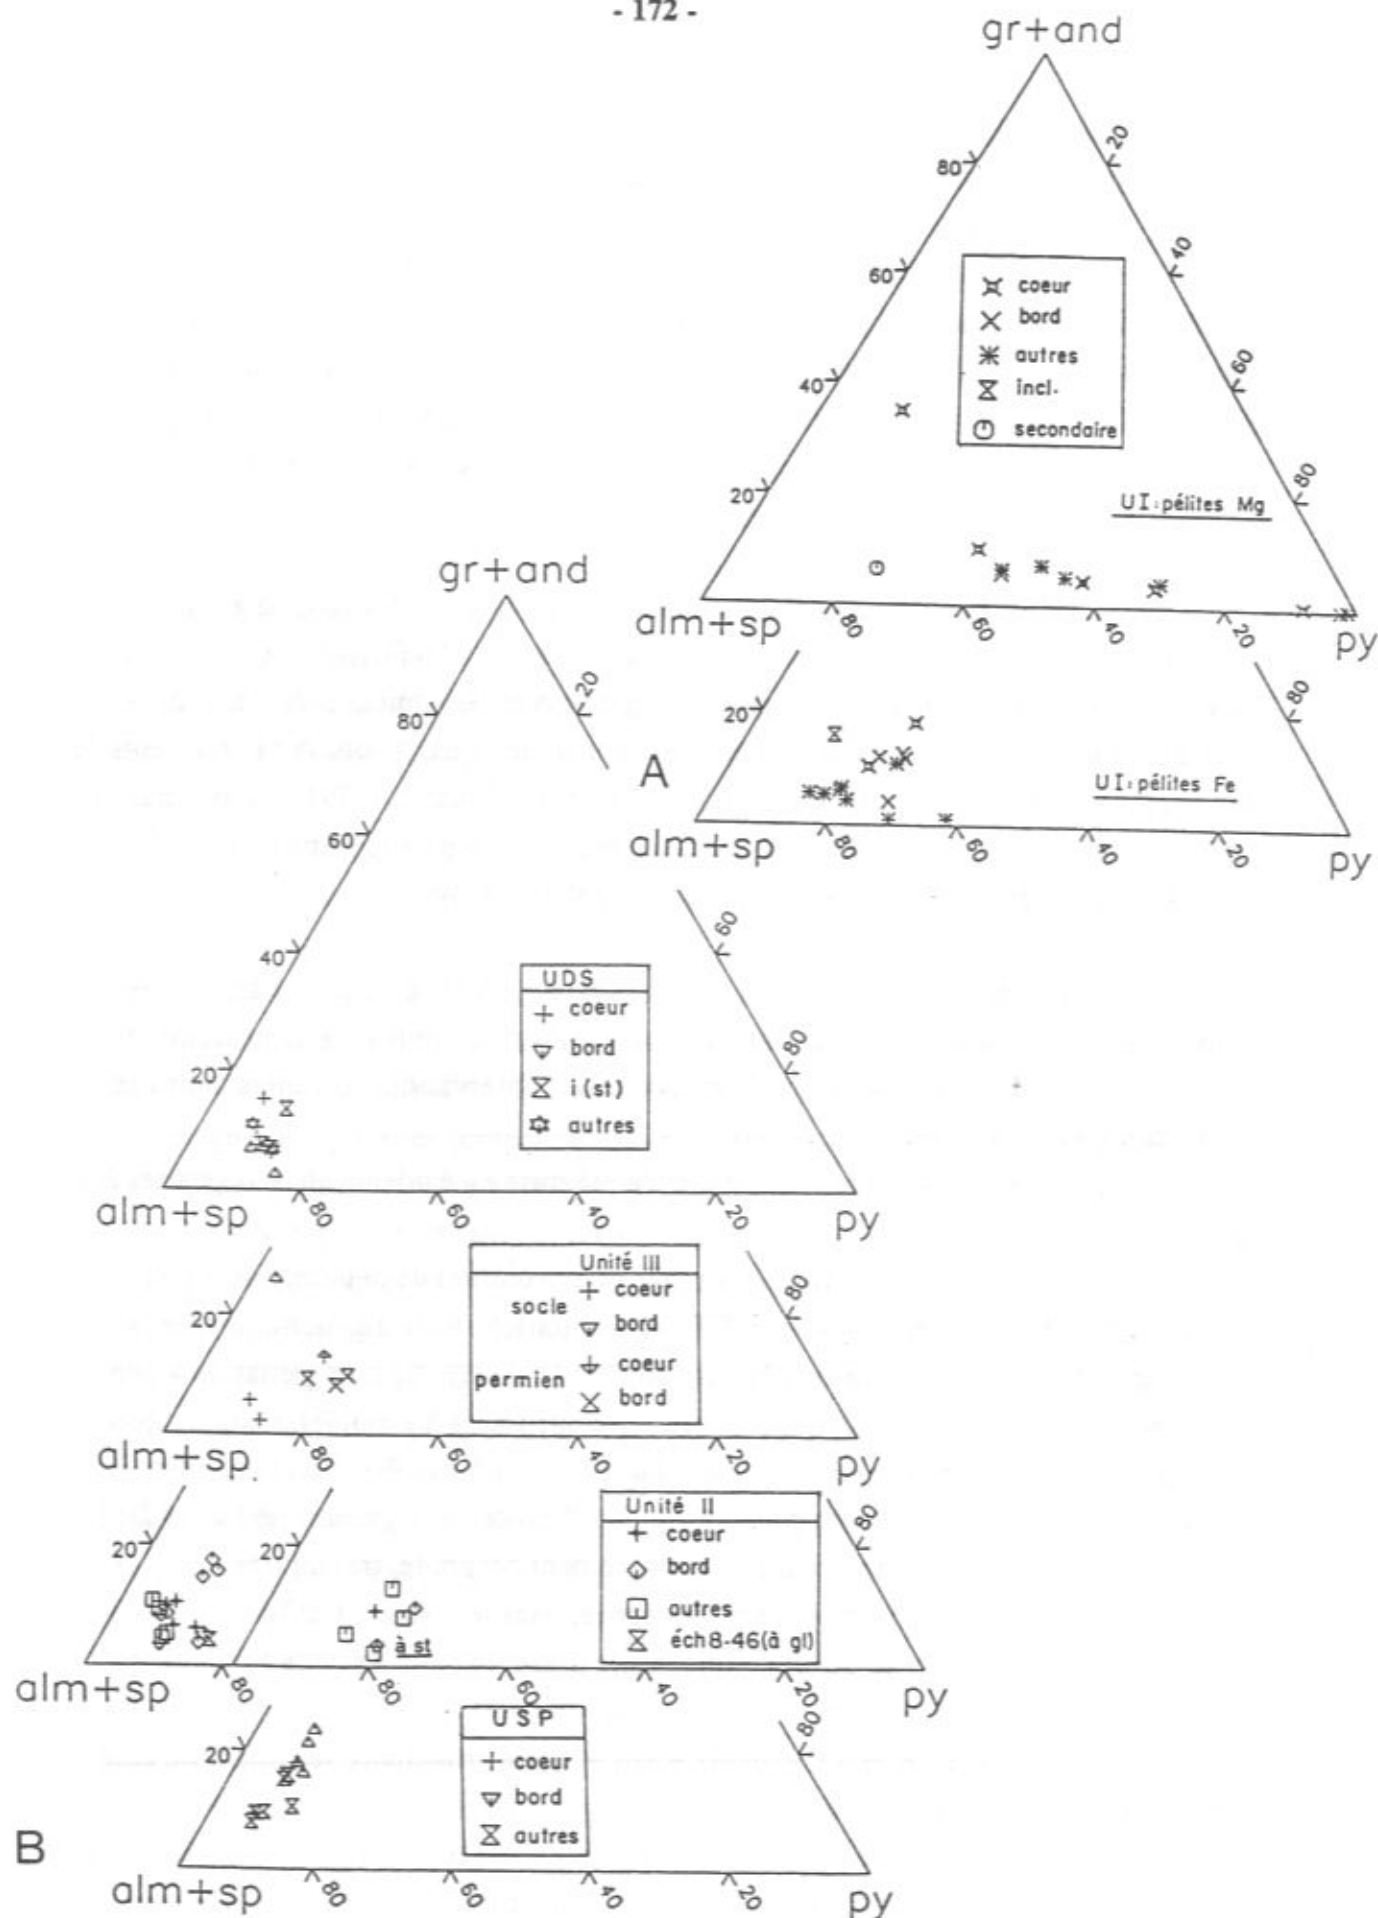 - 172 -
gr+and
20
80
40
60
coeur
bord
autres
incl.
secondaire
60
40
80
20
UI: pélites Mg
alm+sp
80
60
40
20
py
20
80
A
UI: pélites Fe
alm+sp
80
60
40
20
py
gr+and
20
80
60
60
40
UDS
coeur
bord
i (st)
autres
80
20
alm+sp
80
60
40
20
py
Unité III
socle
coeur
bord
permien
coeur
bord
20
80
alm+sp
80
60
40
20
py
Unité II
coeur
bord
autres
éch 8-46 (à gl)
20
20
80
à st
alm+sp
80
80
60
40
20
py
USP
coeur
bord
autres
20
80
B
alm+sp
80
60
40
20
py